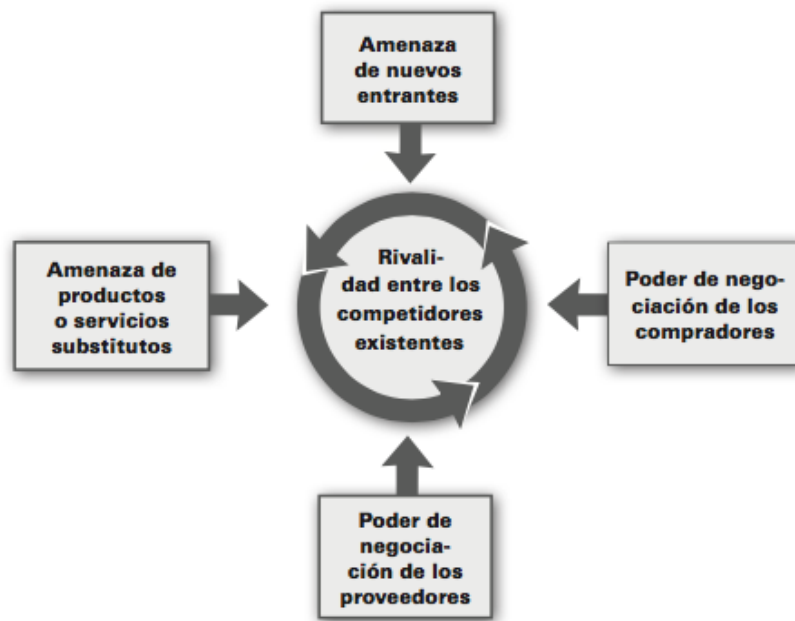 Amenaza
de nuevos
entrantes
Amenaza de
productos
o servicios
substitutos
Rivali-
dad entre los
competidores
existentes
Poder de nego-
ciación de los
compradores
Poder de
negocia-
ción de los
proveedores